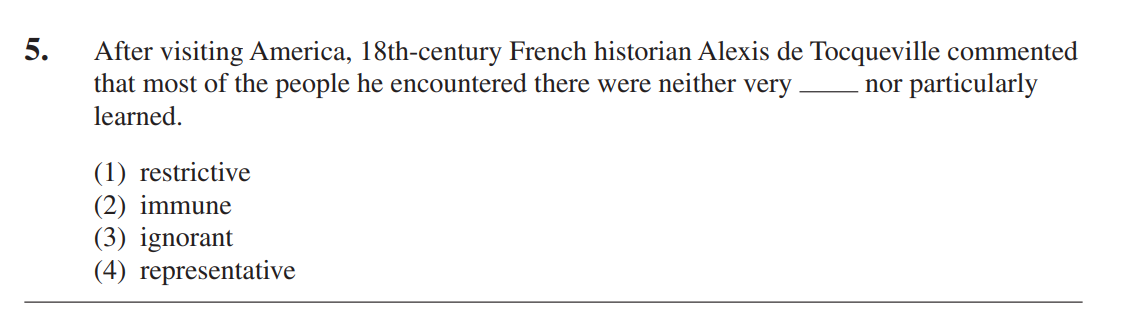 5. After visiting America, 18th-century French historian Alexis de Tocqueville commented
that most of the people he encountered there were neither very ____ nor particularly
learned.
(1) restrictive
(2) immune
(3) ignorant
(4) representative